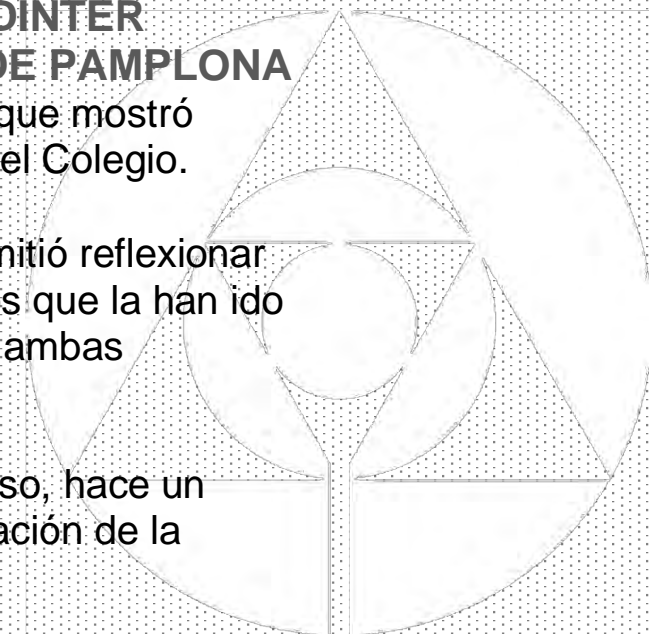 OINTER
DE PAMPLONA
que mostró
el Colegio.
mitió reflexionar
s que la han ido
ambas
so, hace un
ación de la